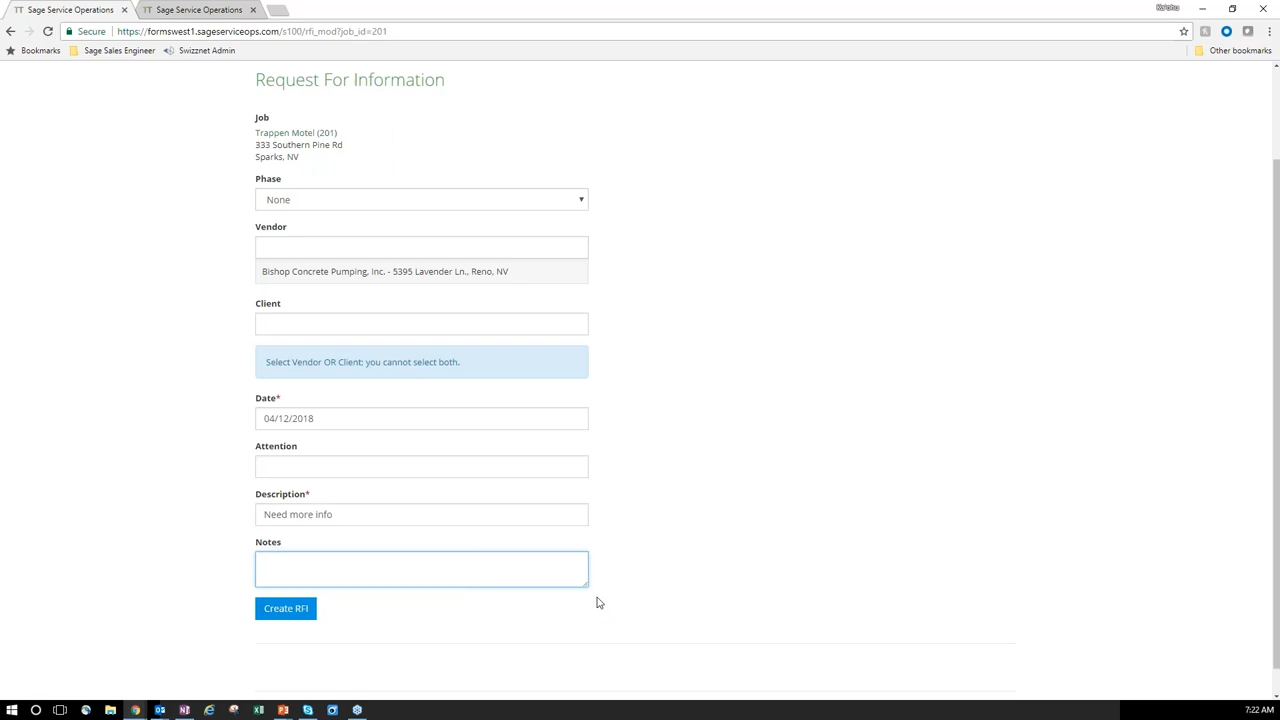 TT Sage Service Operations ×
TT Sage Service Operations ×
Secure https://formswest1.sageserviceops.com/s100/rfi_mod?job_id=201
Bookmarks Sage Sales Engineer Swizznet Admin Other bookmarks
Request For Information
Job
Trappen Motel (201)
333 Southern Pine Rd
Sparks, NV
Phase
None
Vendor
Bishop Concrete Pumping, Inc. - 5395 Lavender Ln., Reno, NV
Client
Select Vendor OR Client: you cannot select both.
Date*
04/12/2018
Attention
Description*
Need more info
Notes
Create RFI
7:22 AM